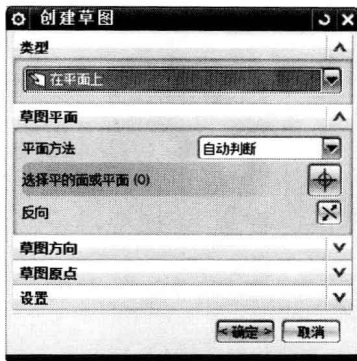 创建草图
类型
在平面上
草图平面
平面方法 自动判断
选择平的面或平面 (0)
反向
草图方向
草图原点
设置
< 确定 > 取消